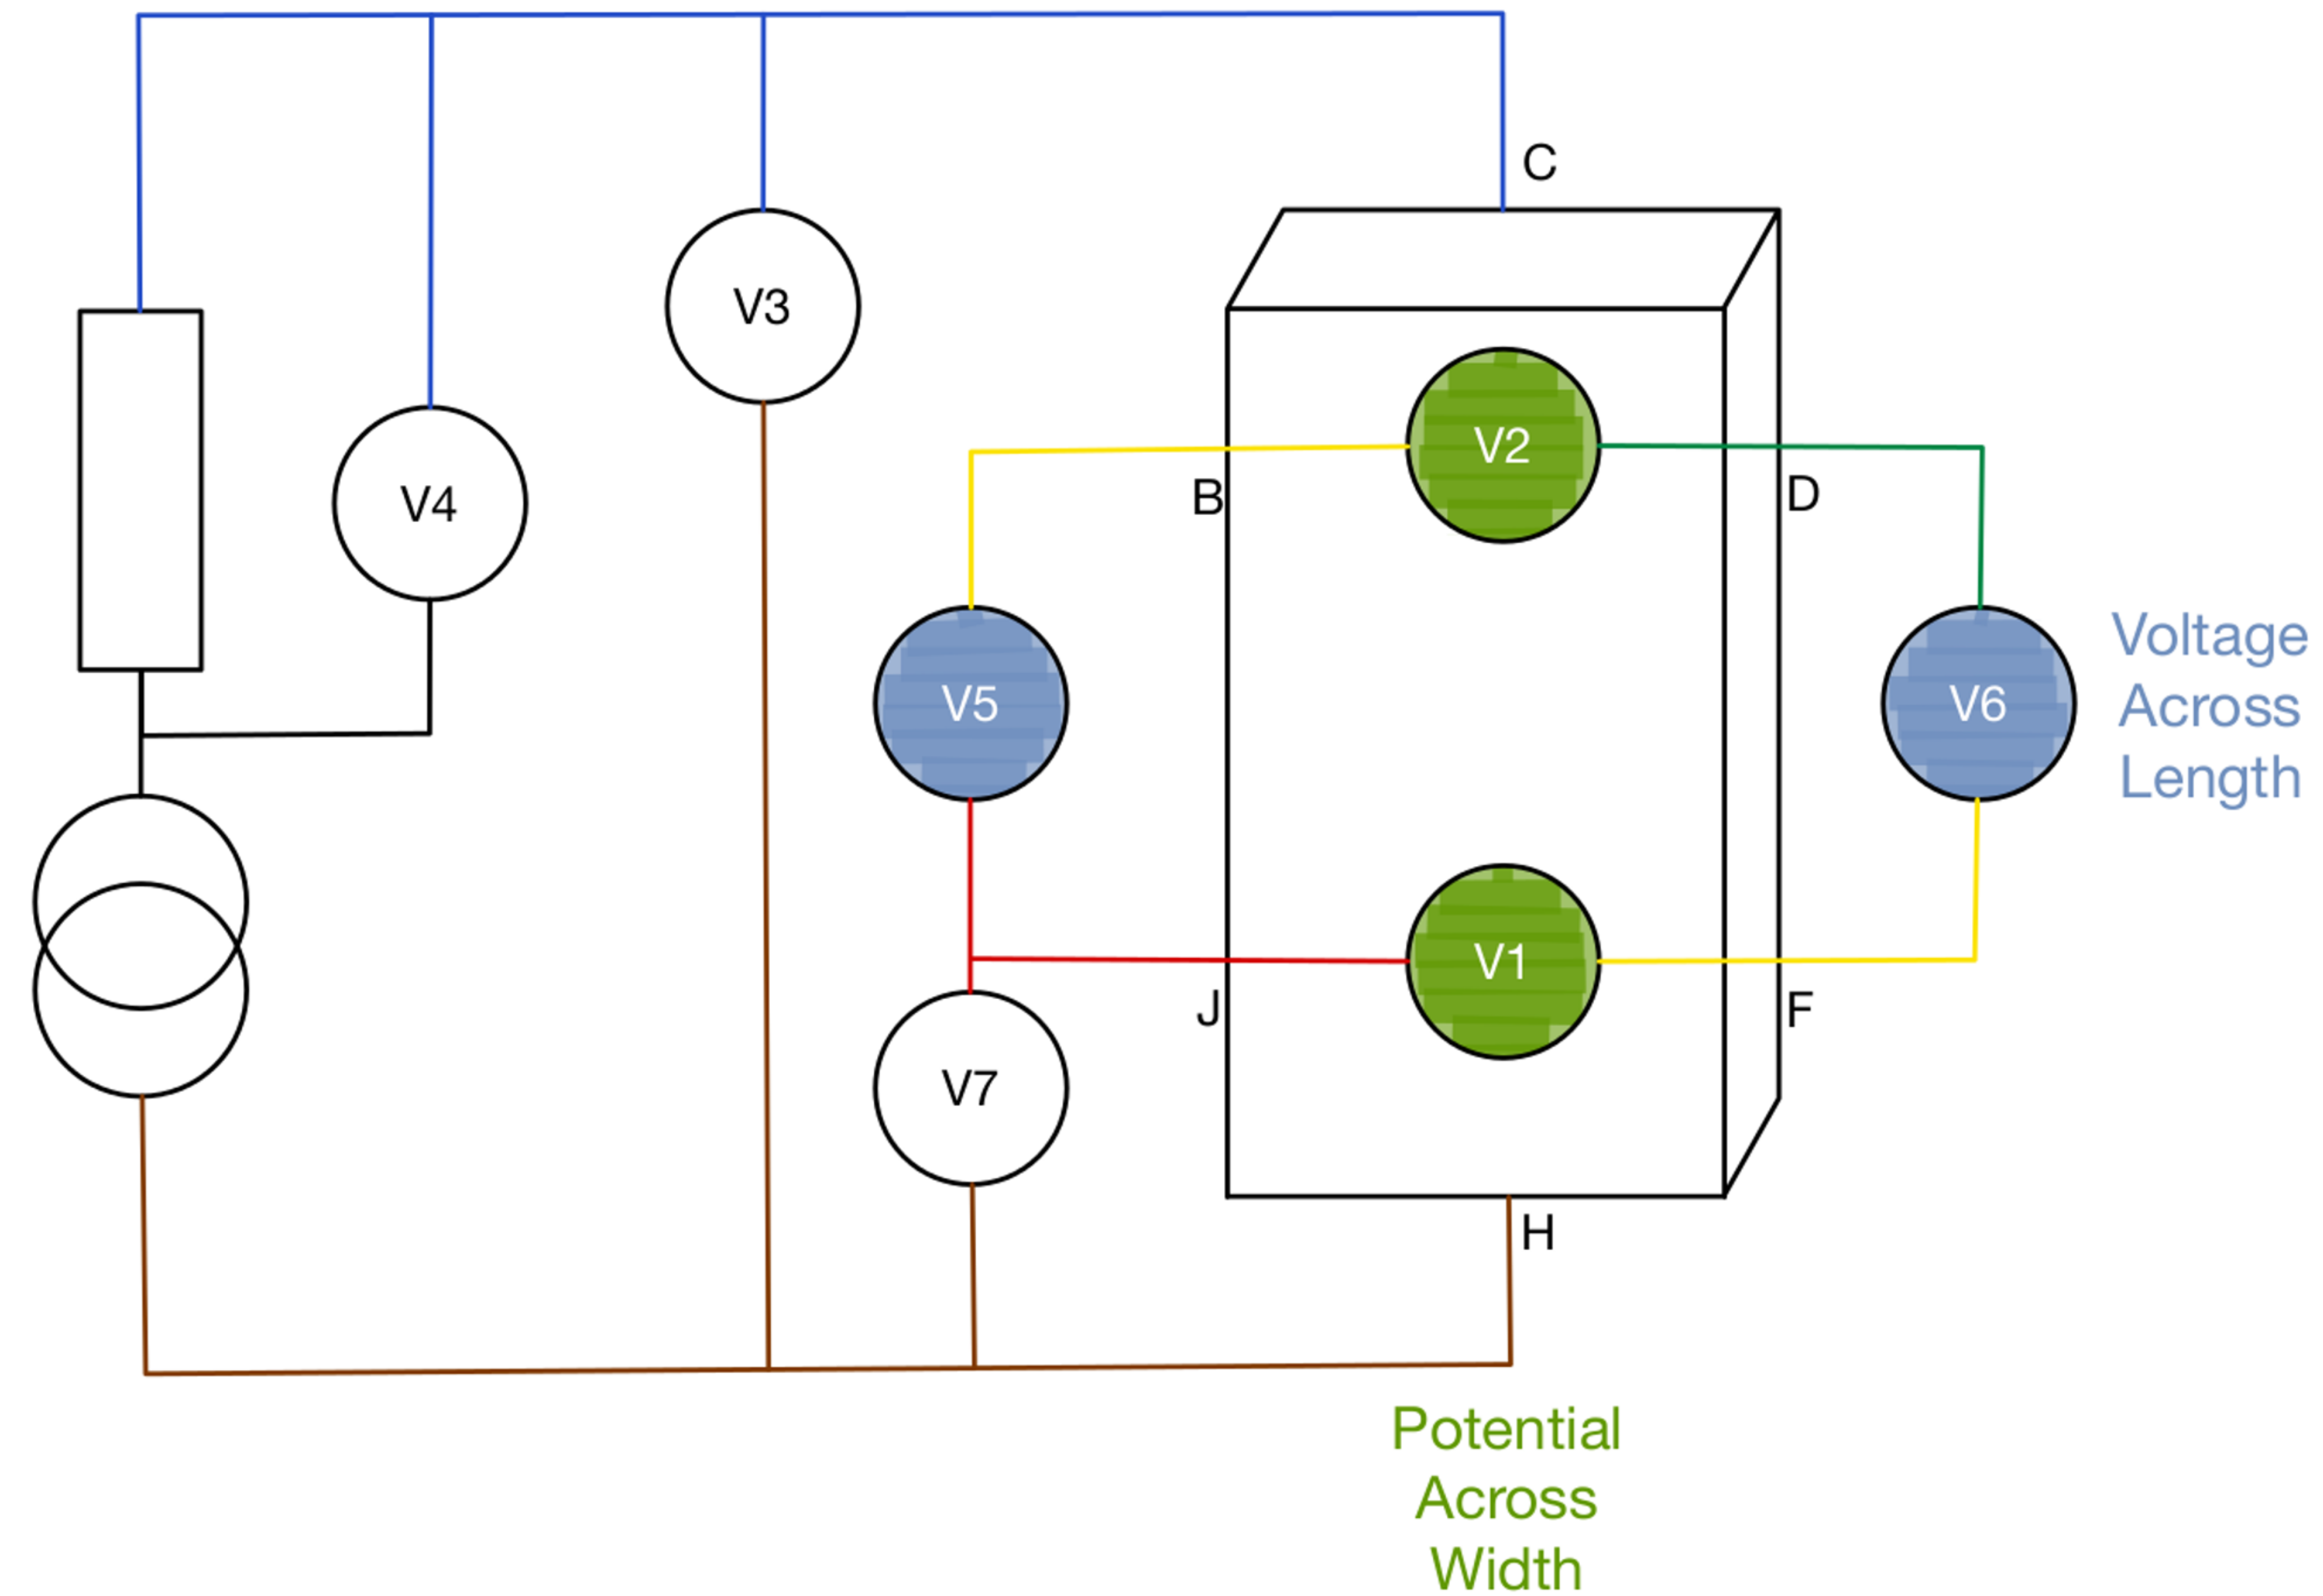 C
V3
V2
V4
B
D
V5
V6
Voltage
Across
Length
V1
J
F
V7
H
Potential
Across
Width